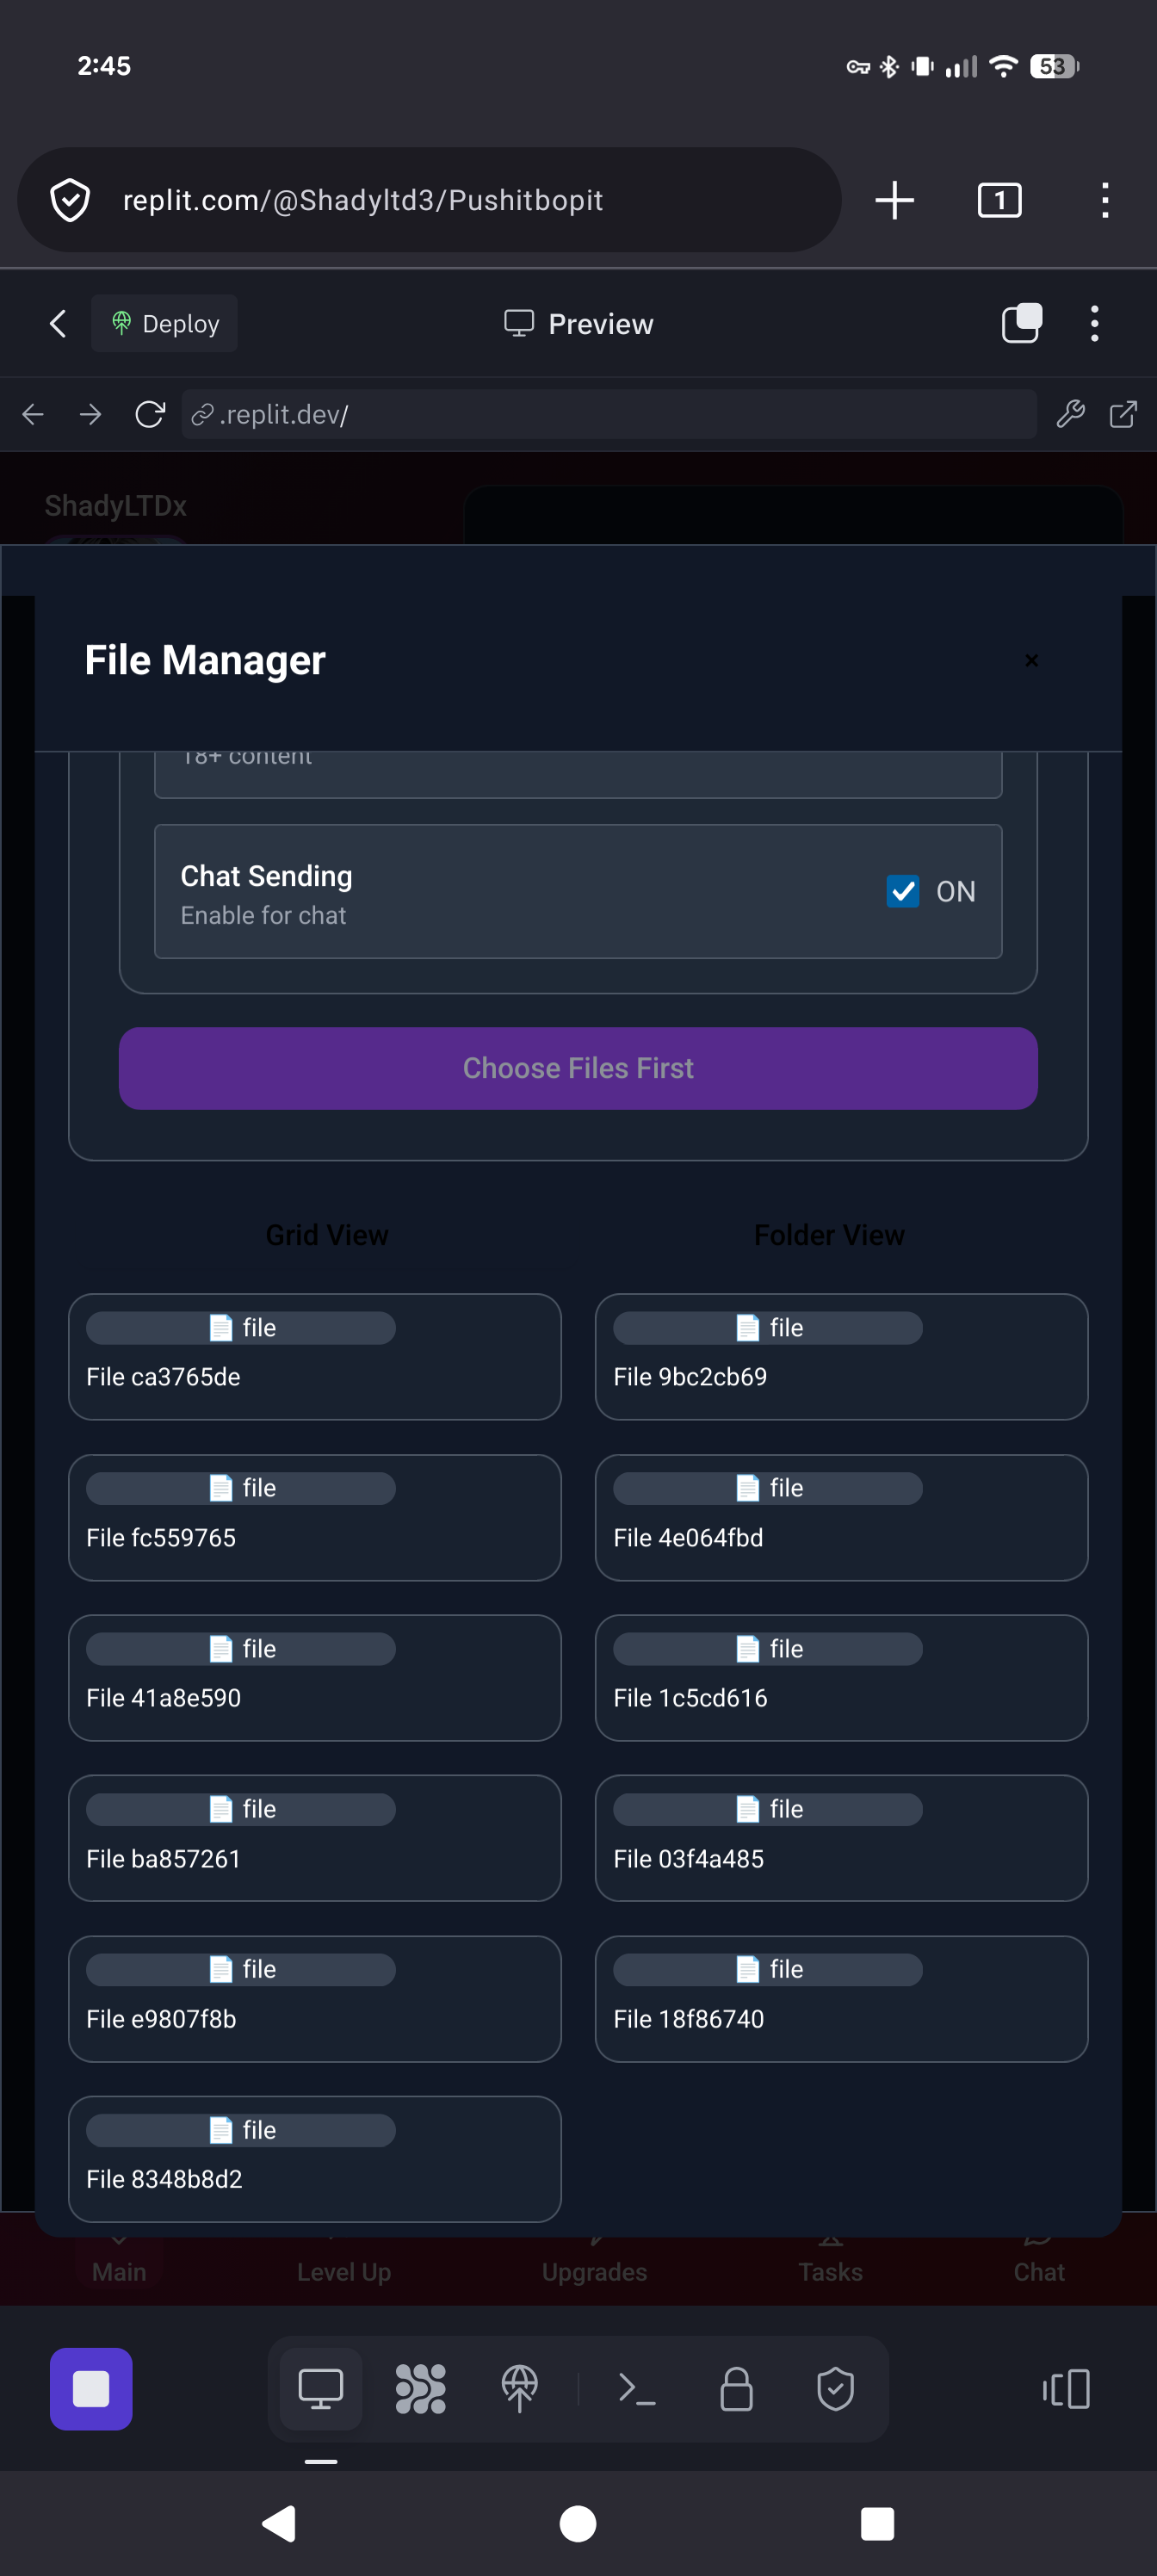 2:45
53
replit.com/@Shadyltd3/Pushitbopit
1
Deploy
Preview
.replit.dev/
ShadyLTDx
File Manager
×
18+ content
Chat Sending
Enable for chat
ON
Choose Files First
Grid View
Folder View
file
File ca3765de
file
File 9bc2cb69
file
File fc559765
file
File 4e064fbd
file
File 41a8e590
file
File 1c5cd616
file
File ba857261
file
File 03f4a485
file
File e9807f8b
file
File 18f86740
file
File 8348b8d2
Main
Level Up
Upgrades
Tasks
Chat